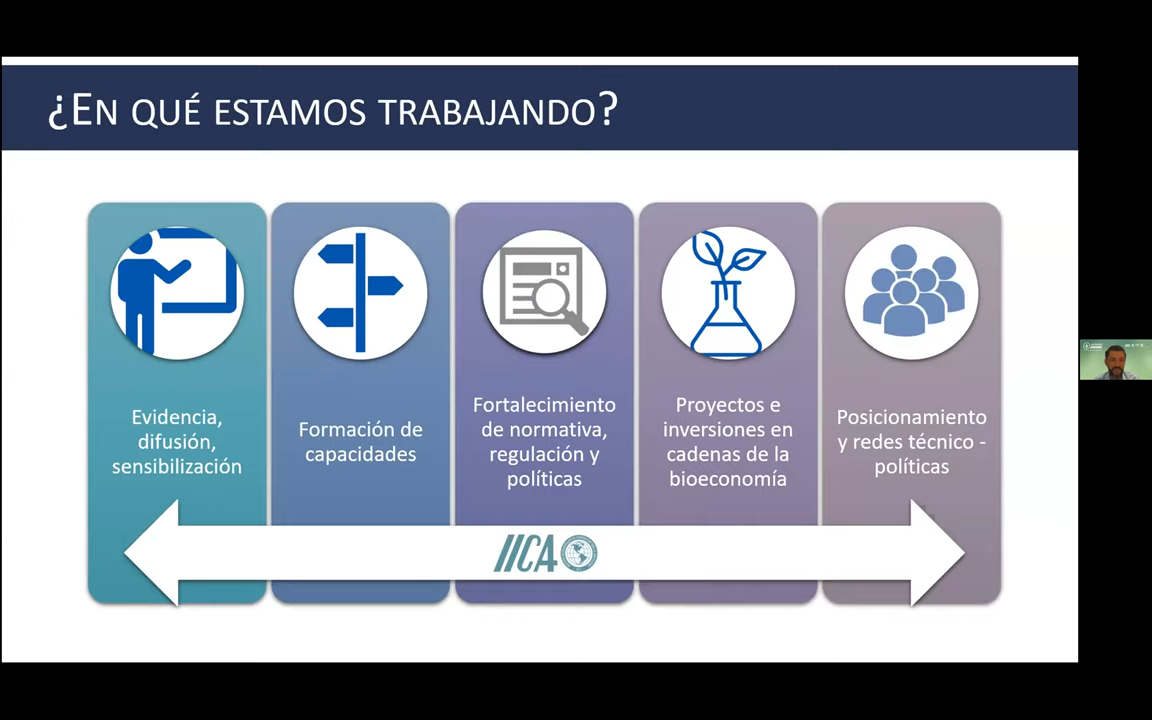 ¿EN QUÉ ESTAMOS TRABAJANDO?
Evidencia,
difusión,
sensibilización
Formación de
capacidades
Fortalecimiento
de normativa,
regulación y
políticas
Proyectos e
inversiones en
cadenas de la
bioeconomía
Posicionamiento
y redes técnico -
políticas
IICA